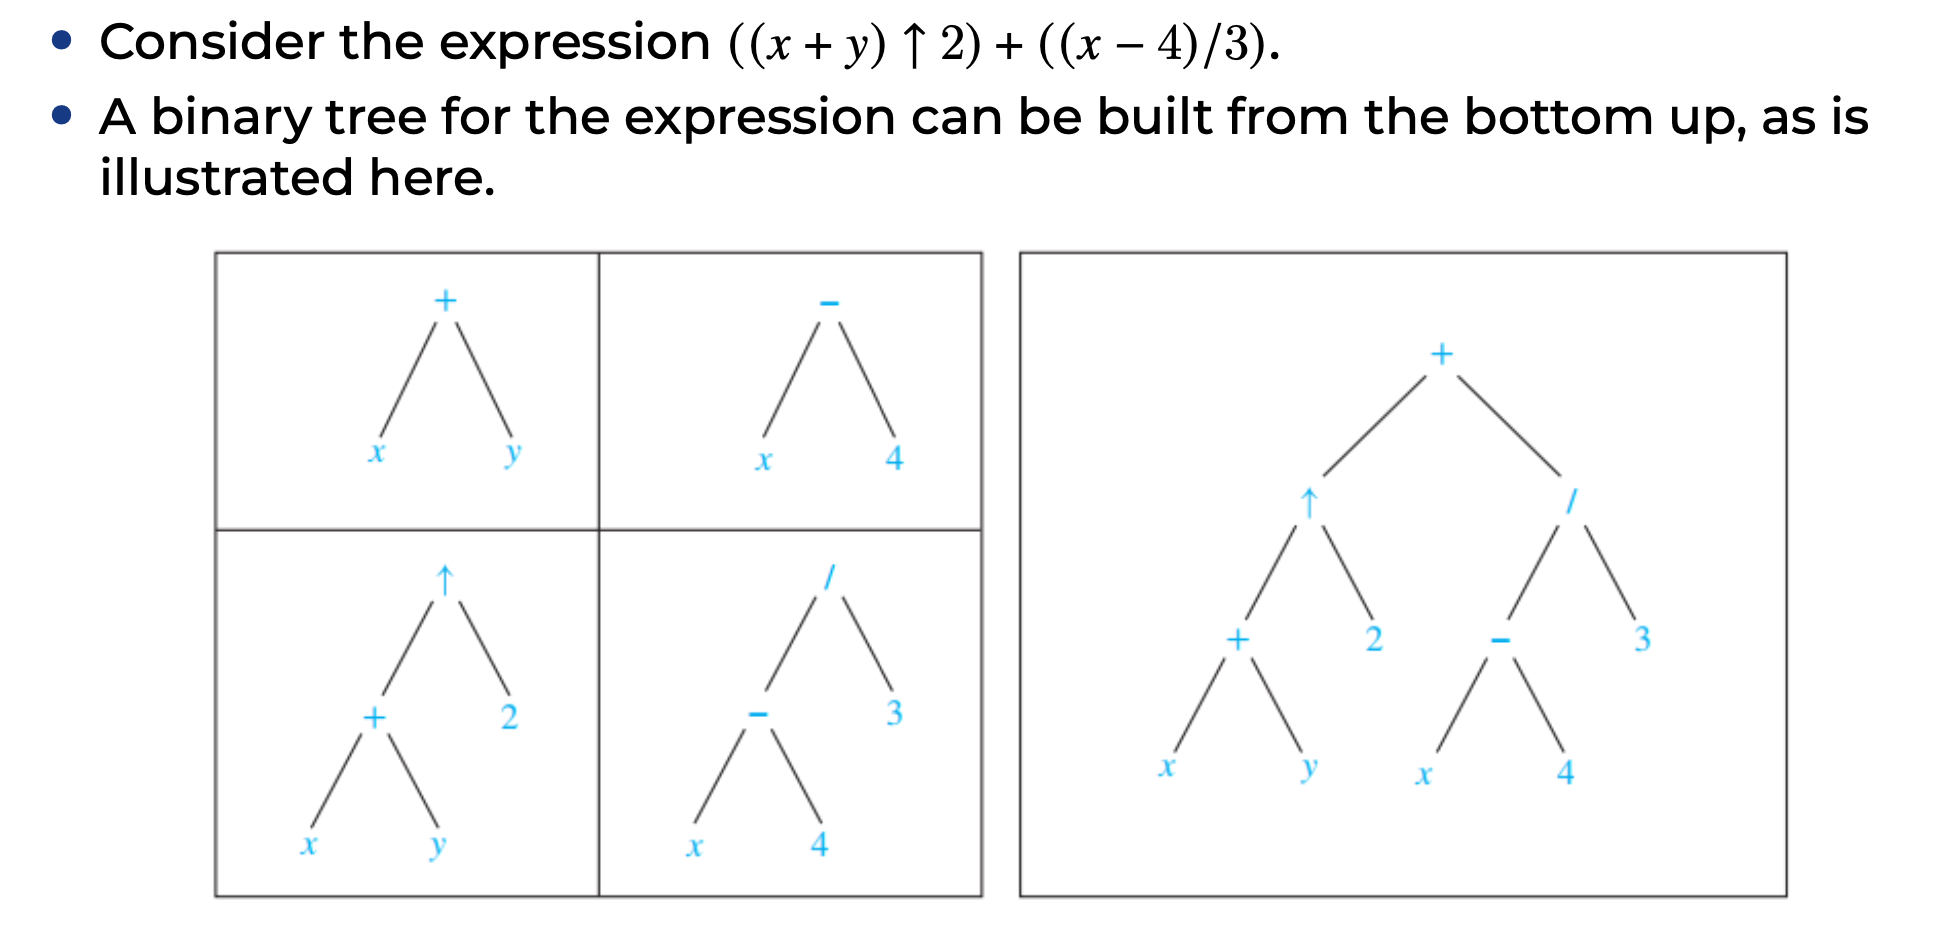 • Consider the expression ((x + y) ↑ 2) + ((x − 4)/3).
• A binary tree for the expression can be built from the bottom up, as is
illustrated here.
+
x y
−
x 4
↑
+ 2
x y
/
− 3
x 4
+
↑ /
+ 2 − 3
x y x 4